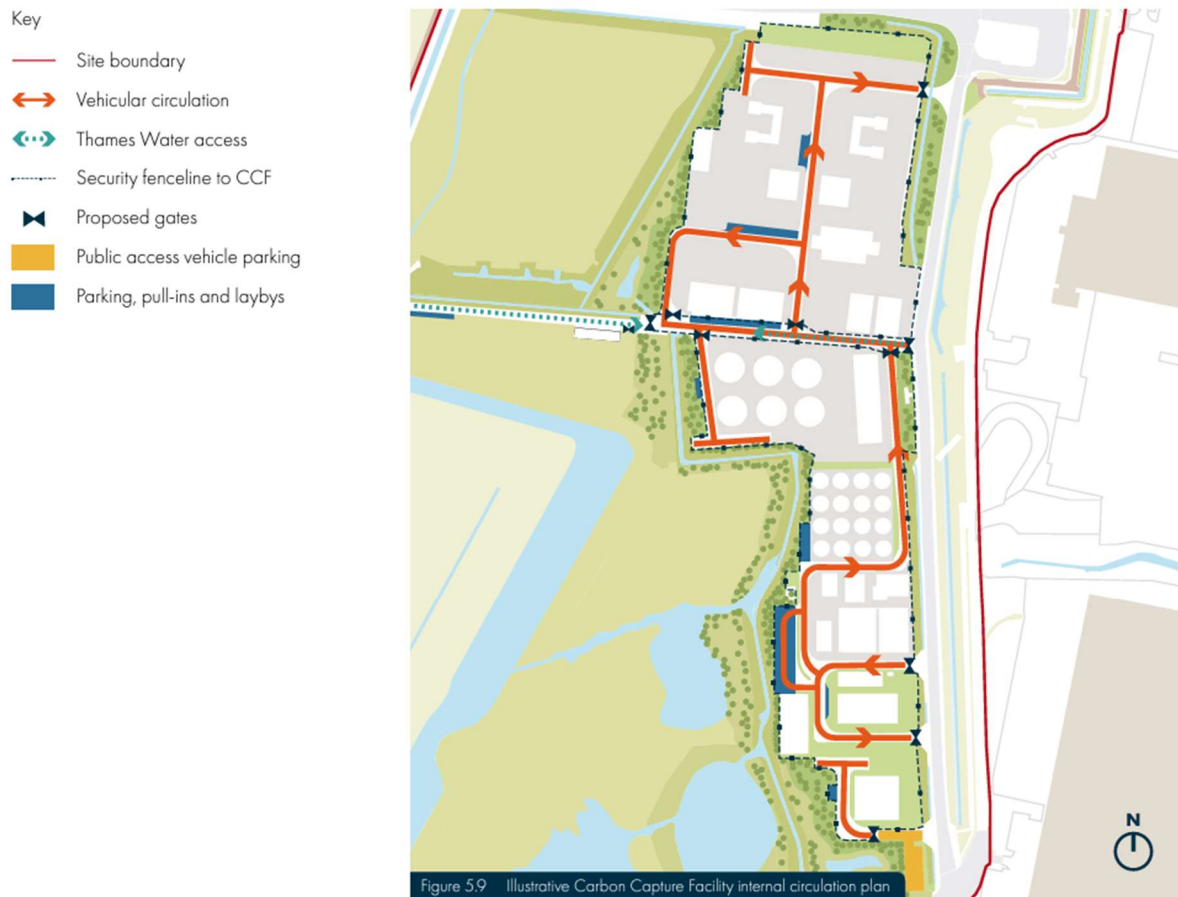 Key
Site boundary
Vehicular circulation
Thames Water access
Security fenceline to CCF
Proposed gates
Public access vehicle parking
Parking, pull-ins and laybys
N
Figure 5.9 Illustrative Carbon Capture Facility internal circulation plan